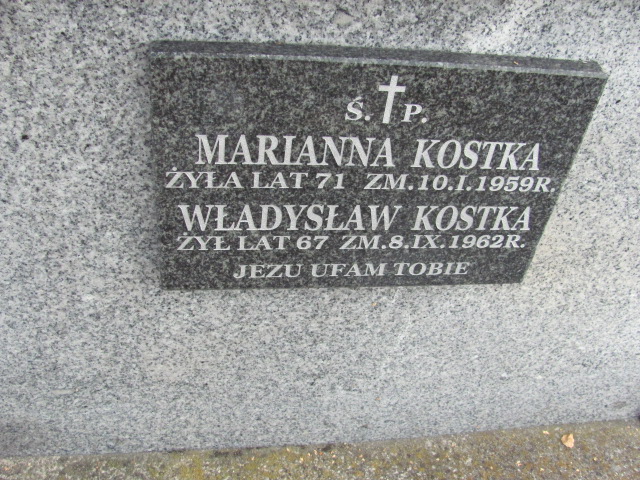 Ś. P.
MARIANNA KOSTKA
ŻYŁA LAT 71 ZM.10.I.1959R.
WŁADYSŁAW KOSTKA
ŻYŁ LAT 67 ZM.8.IX.1962R.
JEZU UFAM TOBIE